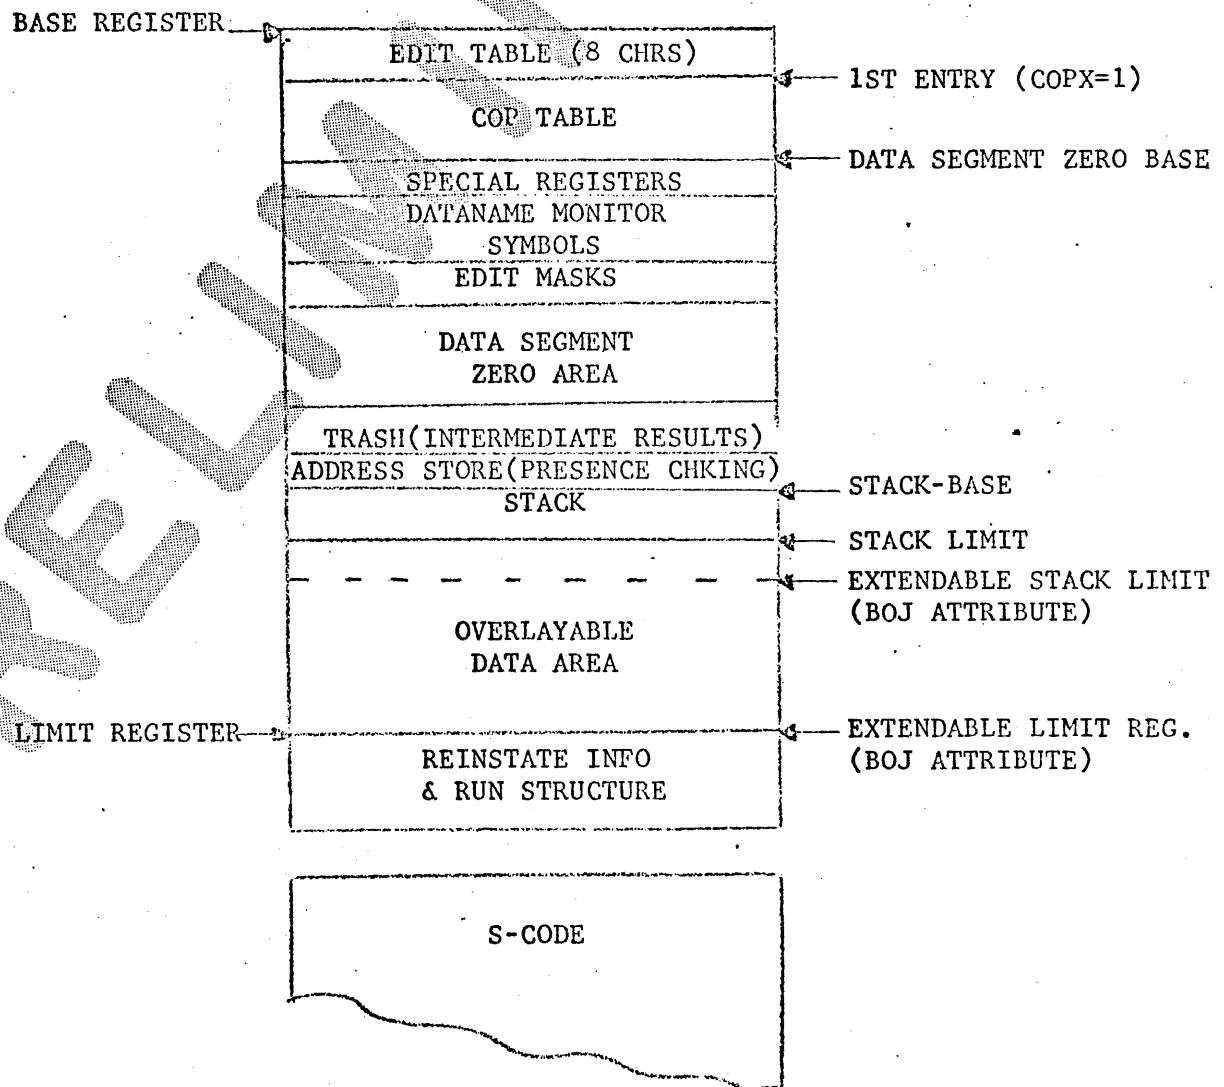 BASE REGISTER
EDIT TABLE (8 CHRS)
1ST ENTRY (COPX=1)
COP TABLE
DATA SEGMENT ZERO BASE
SPECIAL REGISTERS
DATANAME MONITOR
SYMBOLS
EDIT MASKS
DATA SEGMENT
ZERO AREA
TRASH(INTERMEDIATE RESULTS)
ADDRESS STORE(PRESENCE CHKING)
STACK-BASE
STACK
STACK LIMIT
EXTENDABLE STACK LIMIT
(BOJ ATTRIBUTE)
OVERLAYABLE
DATA AREA
LIMIT REGISTER
EXTENDABLE LIMIT REG.
(BOJ ATTRIBUTE)
REINSTATE INFO
& RUN STRUCTURE
S-CODE